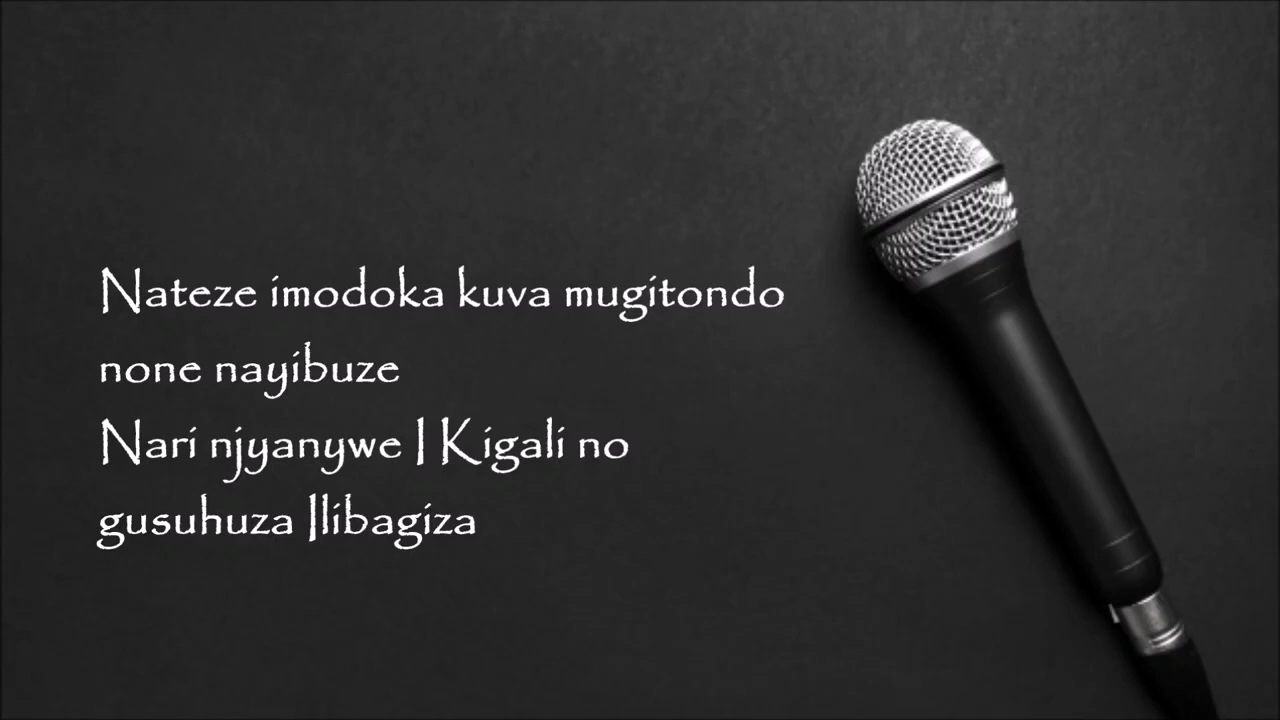 Nateze imodoka kuva mugitondo
none nayibuze
Nari njyanywe I Kigali no
gusuhuza Ilibagiza